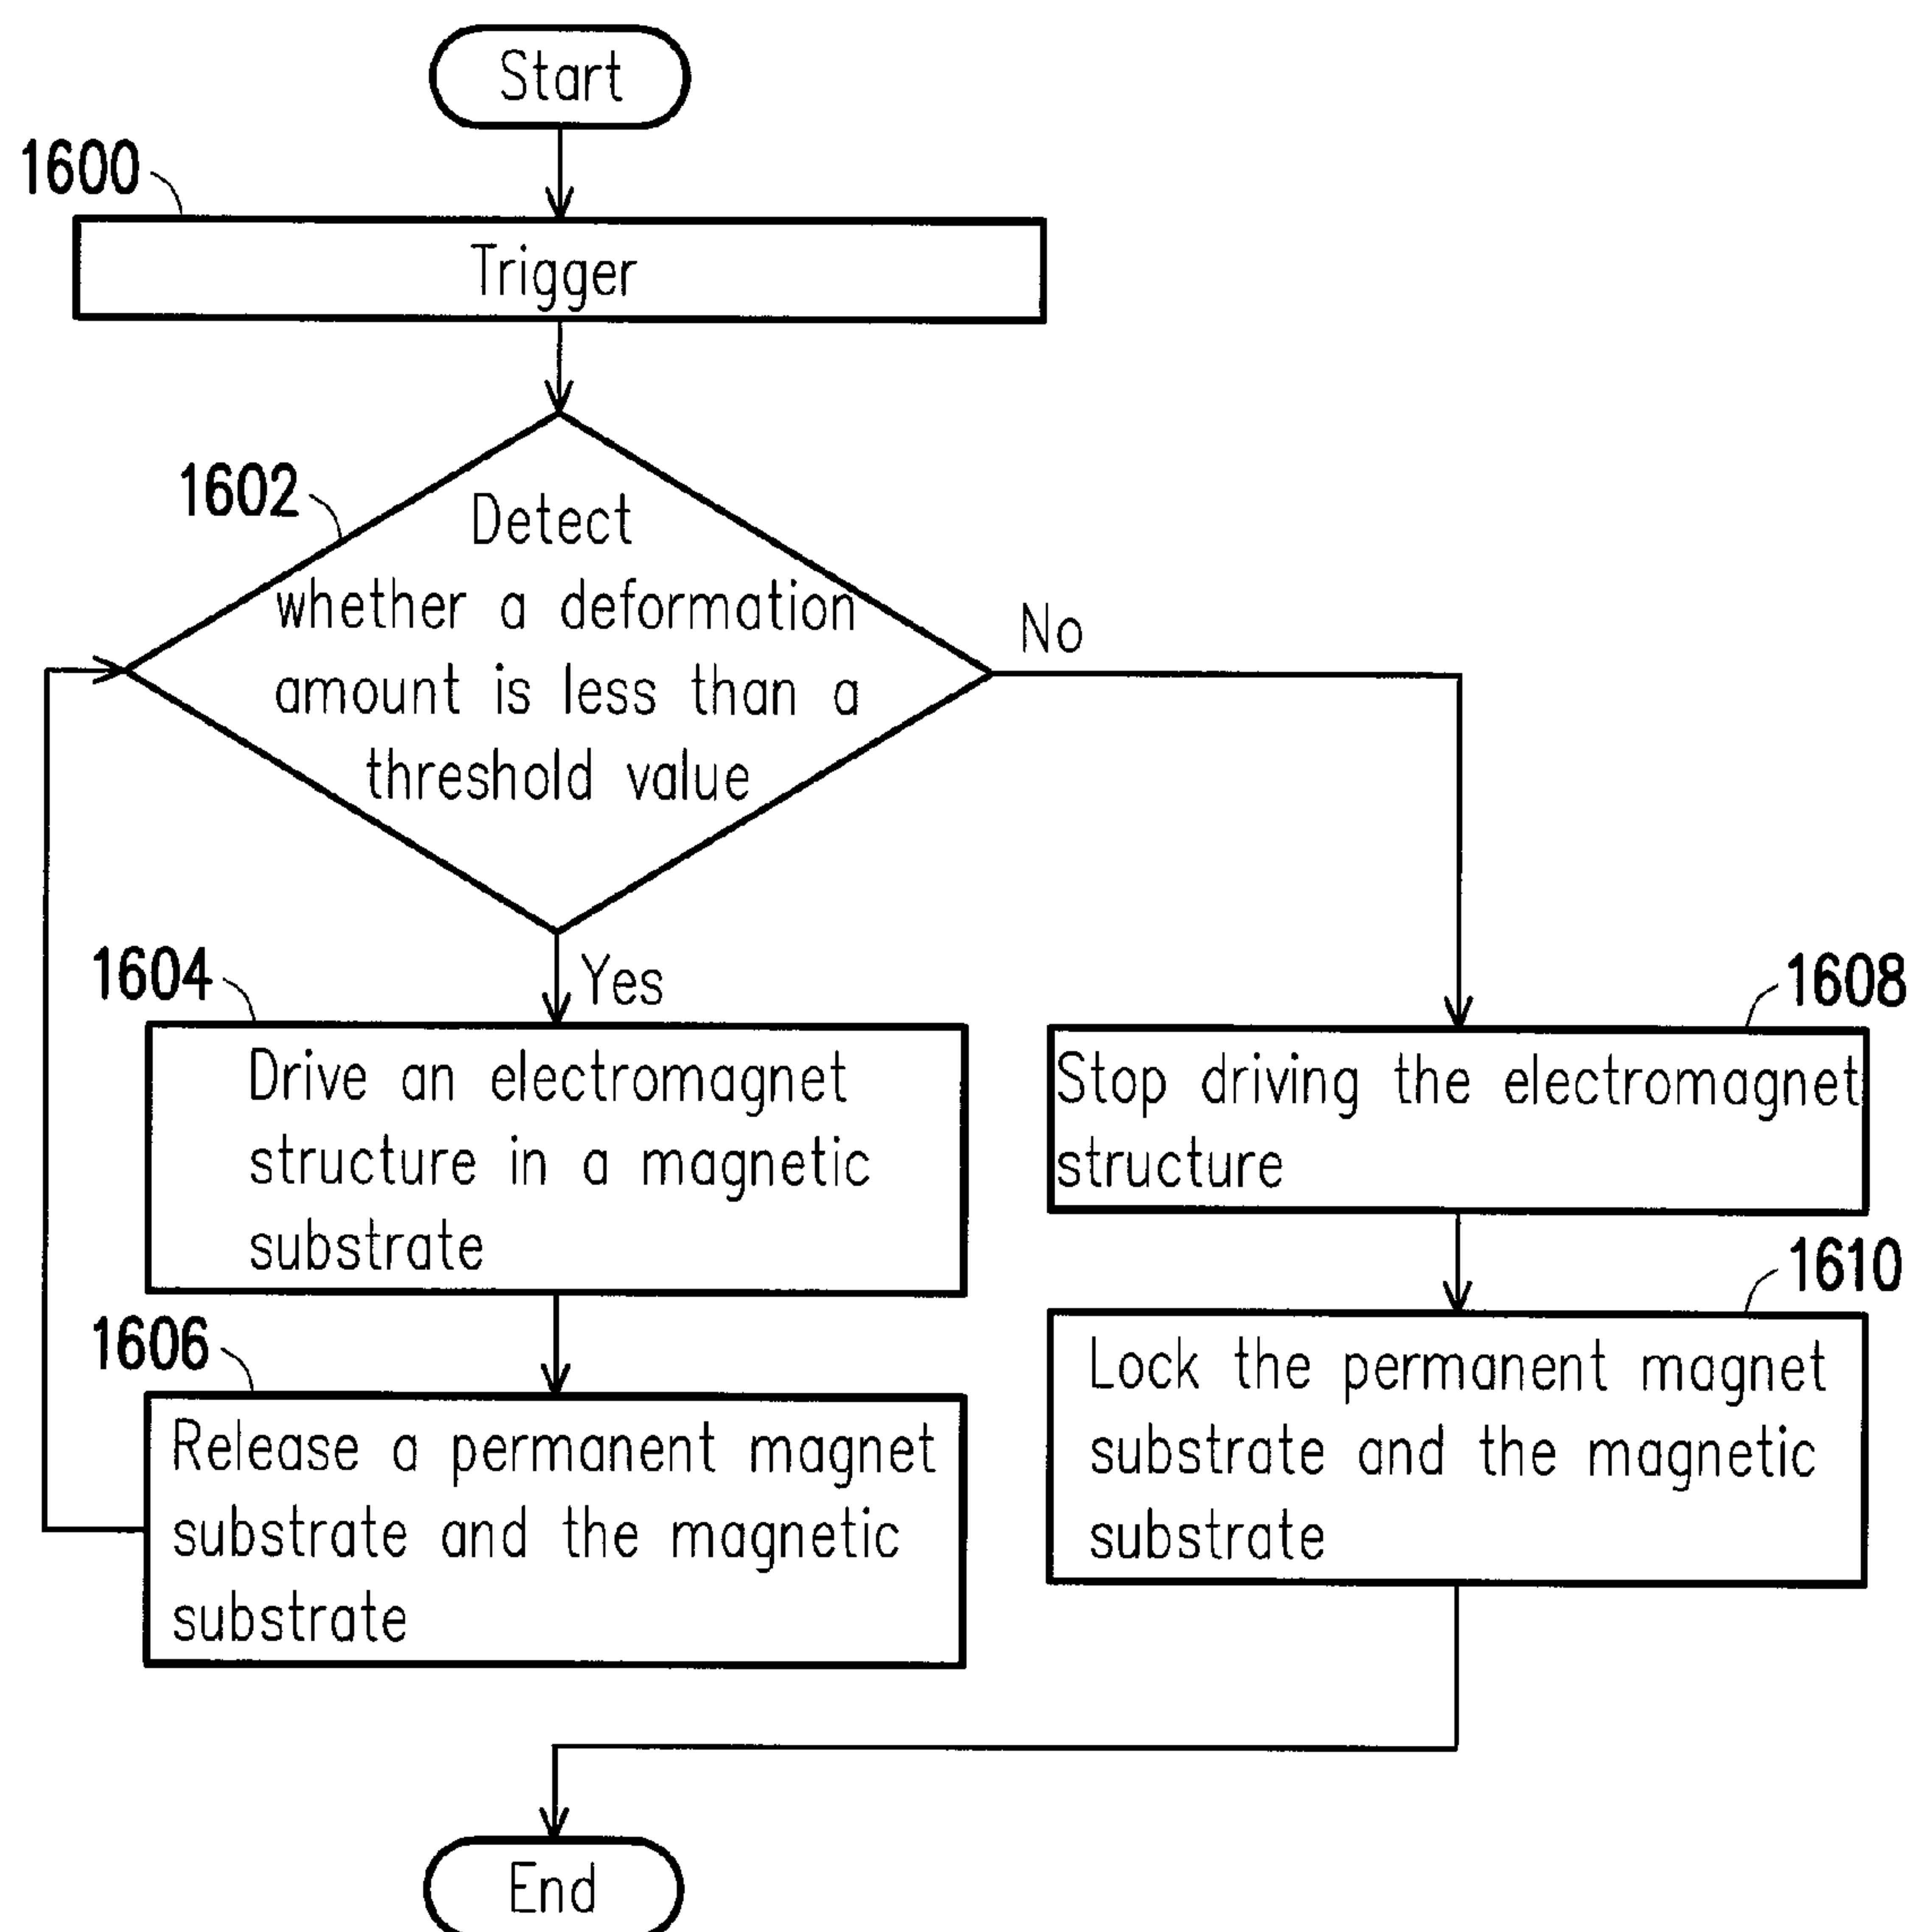 Start
1600
Trigger
1602
Detect
whether a deformation
amount is less than a
threshold value
No
Yes
1604
Drive an electromagnet
structure in a magnetic
substrate
1606
Release a permanent magnet
substrate and the magnetic
substrate
1608
Stop driving the electromagnet
structure
1610
Lock the permanent magnet
substrate and the magnetic
substrate
End